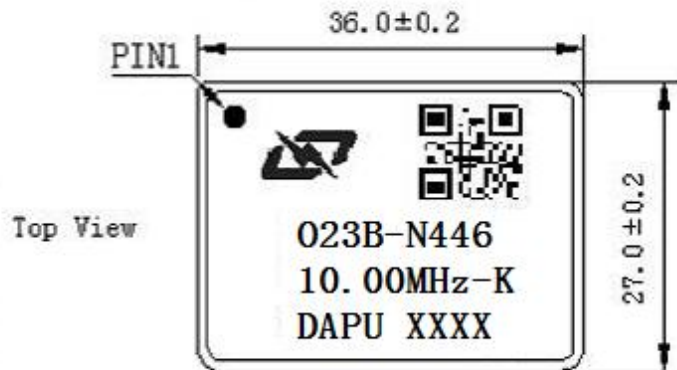 36.0±0.2
PIN1
Top View
27.0±0.2
O23B-N446
10.00MHz-K
DAPU XXXX